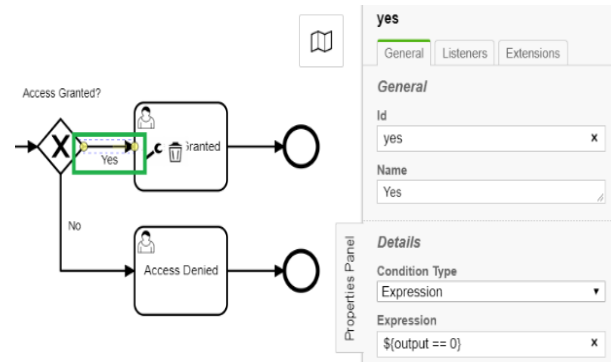 Access Granted?
X
Yes
Granted
No
Access Denied
Properties Panel
yes
General Listeners Extensions
General
Id
yes x
Name
Yes
Details
Condition Type
Expression
Expression
${output == 0} x